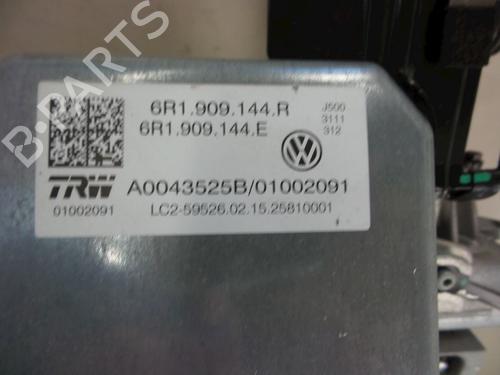 6R1.909.144.R
6R1.909.144.E
J500
3111
312
TRW
A0043525B/01002091
01002091
LC2-59526.02.15.25810001
B-PARTS